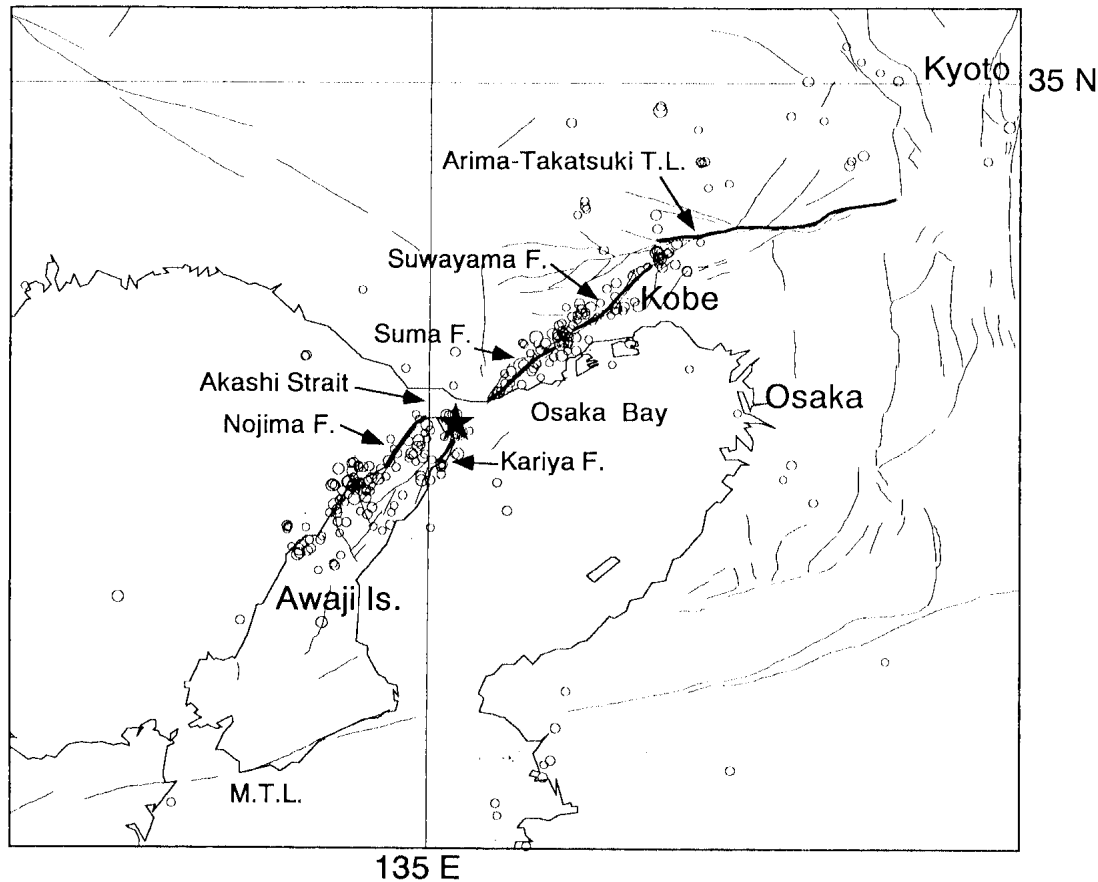 Kyoto
35 N
Arima-Takatsuki T.L.
Suwayama F.
Kobe
Suma F.
Akashi Strait
Osaka Bay
Osaka
Nojima F.
Kariya F.
Awaji Is.
M.T.L.
135 E